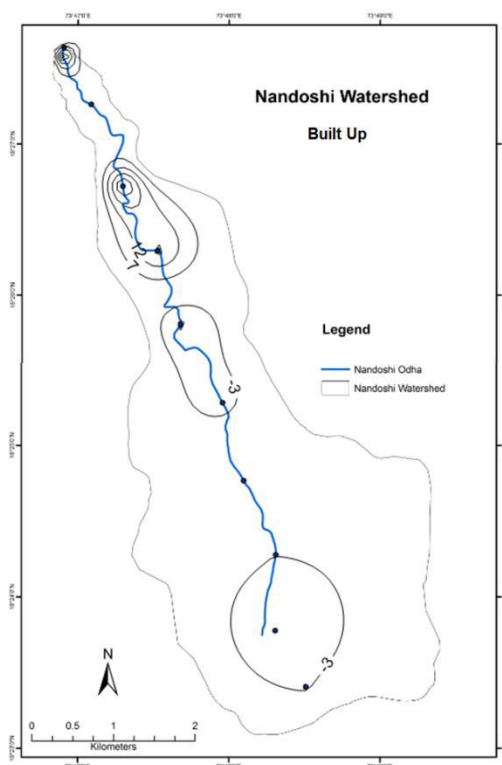 73°47'0"E
73°48'0"E
73°49'0"E
Nandoshi Watershed
Built Up
Legend
Nandoshi Odha
Nandoshi Watershed
-3
-3
N
0 0.5 1 2
Kilometers